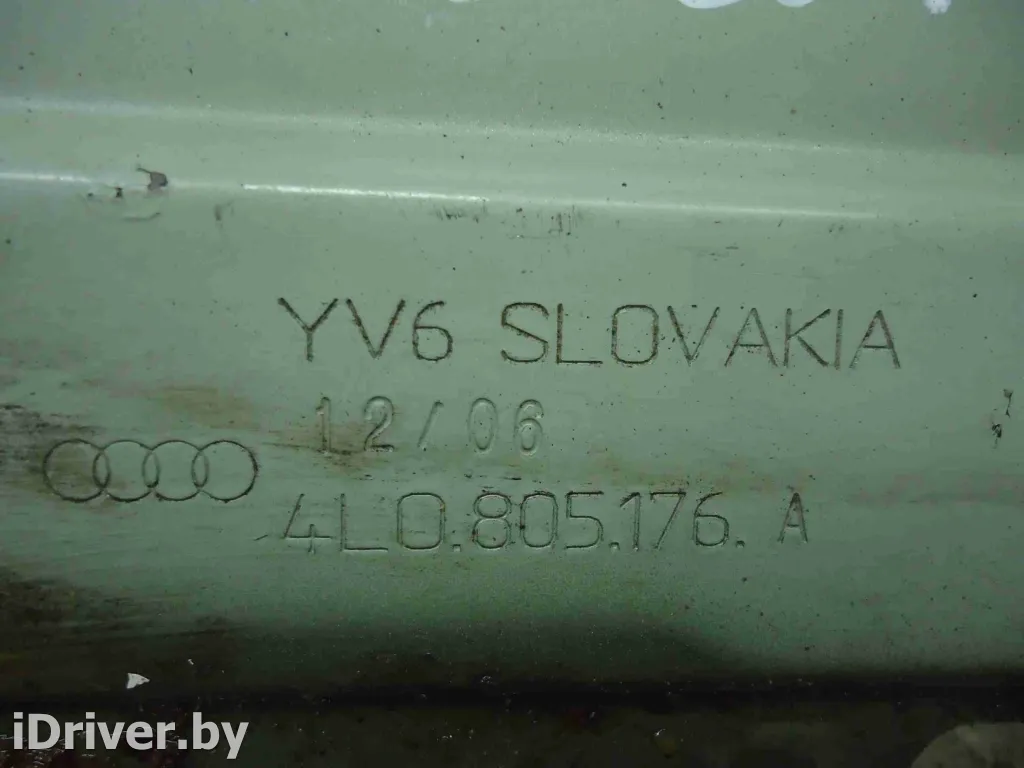 YV6 SLOVAKIA
12/06
4L0.805.176. A
iDriver.by